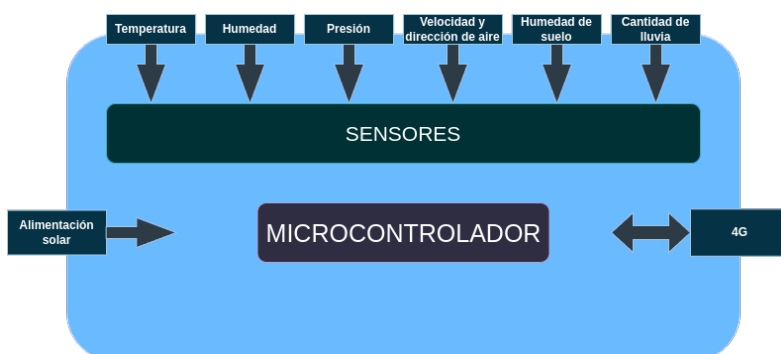 Temperatura
Humedad
Presión
Velocidad y
dirección de aire
Humedad de
suelo
Cantidad de
lluvia
SENSORES
Alimentación
solar
MICROCONTROLADOR
4G